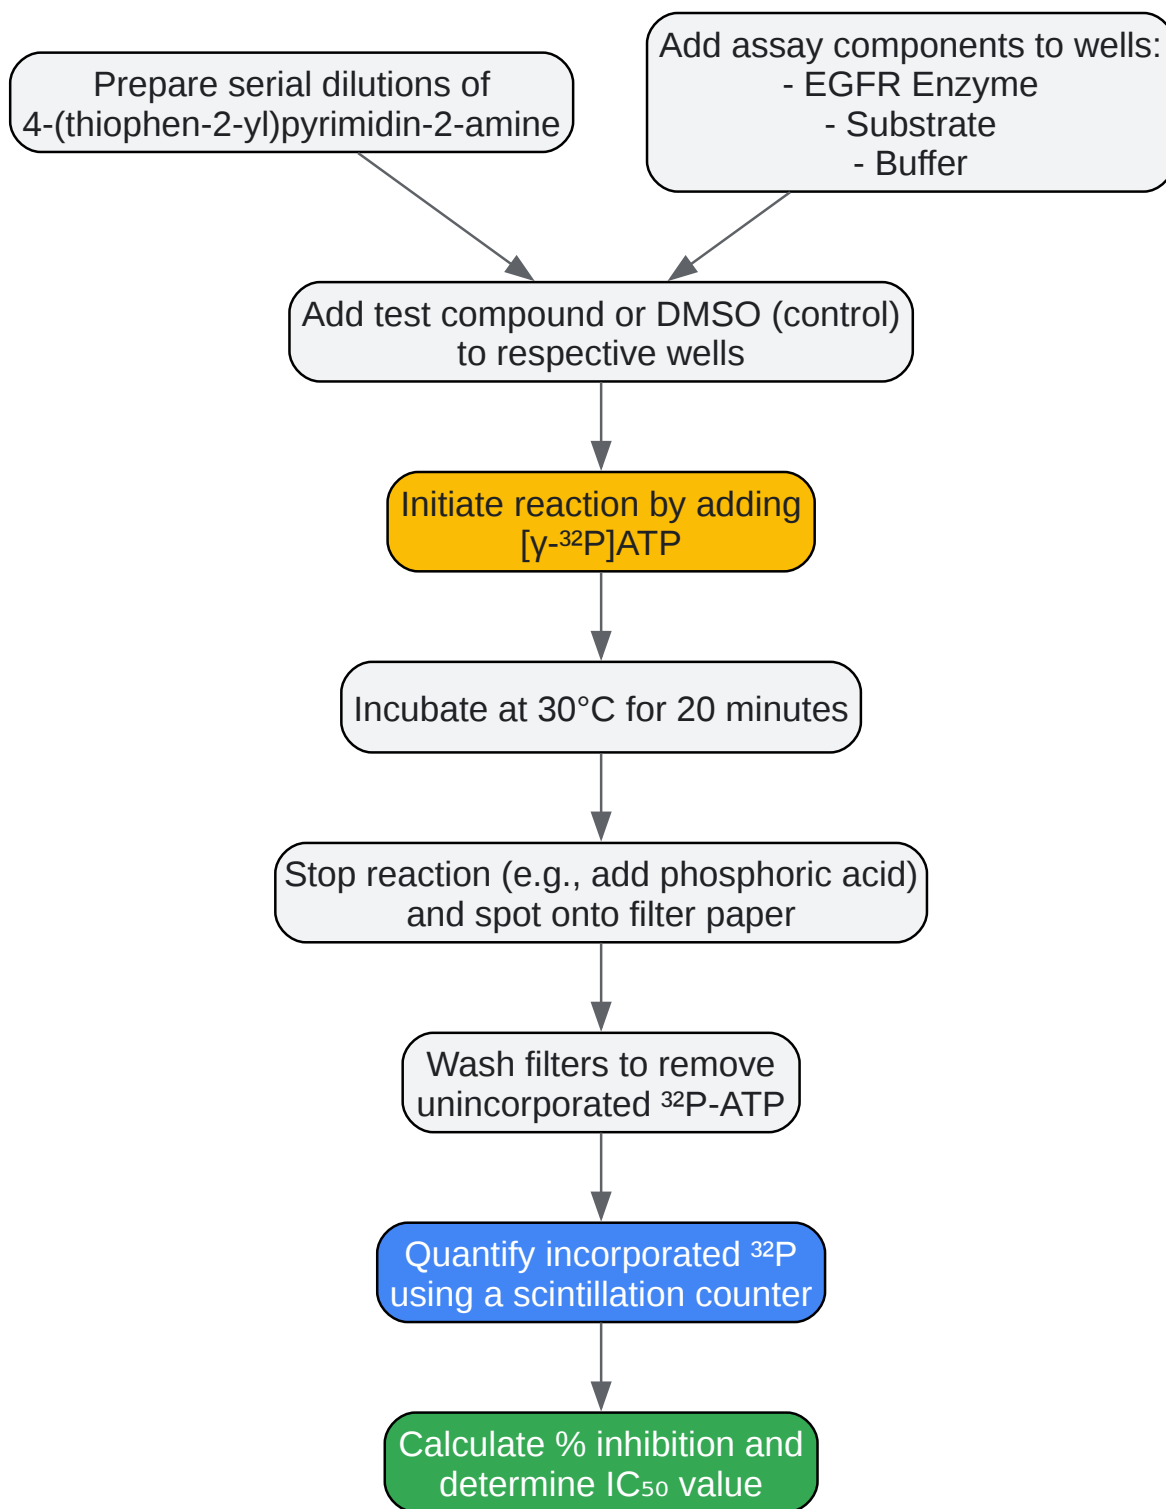 Prepare serial dilutions of
4-(thiophen-2-yl)pyrimidin-2-amine
Add assay components to wells:
- EGFR Enzyme
- Substrate
- Buffer
Add test compound or DMSO (control)
to respective wells
Initiate reaction by adding
[γ-³²P]ATP
Incubate at 30°C for 20 minutes
Stop reaction (e.g., add phosphoric acid)
and spot onto filter paper
Wash filters to remove
unincorporated ³²P-ATP
Quantify incorporated ³²P
using a scintillation counter
Calculate % inhibition and
determine IC₅₀ value